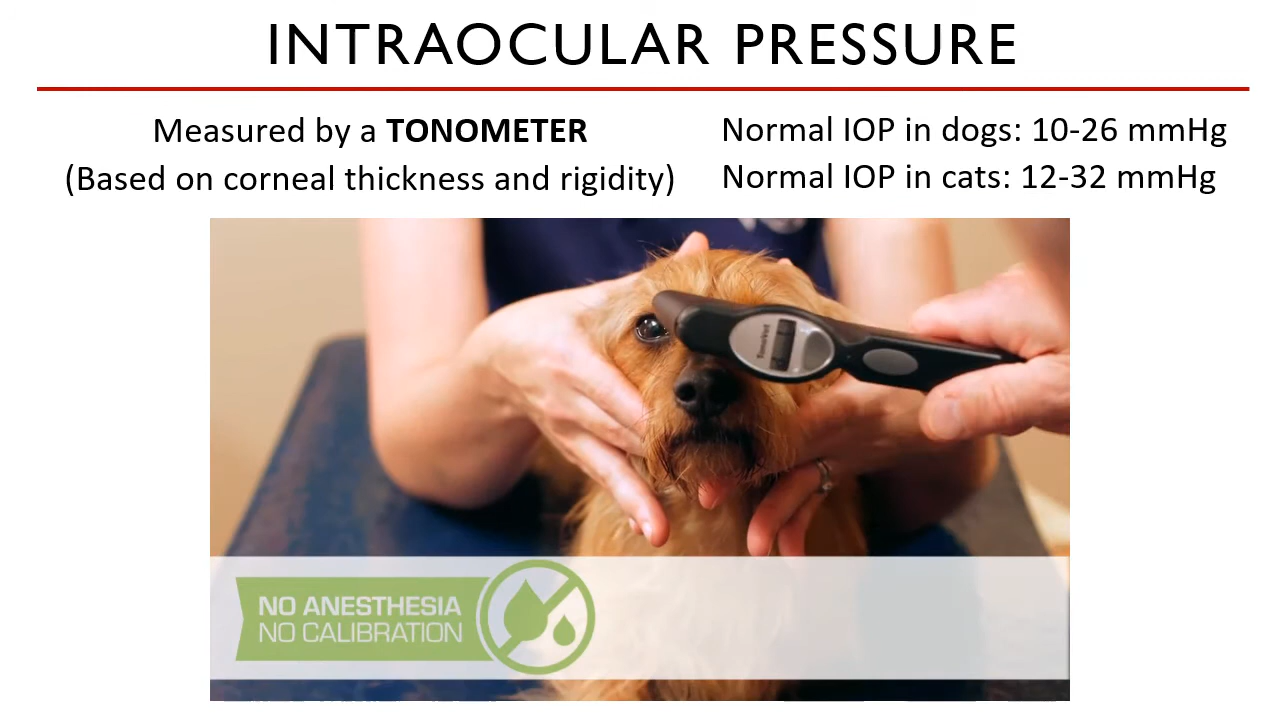 INTRAOCULAR PRESSURE
Measured by a TONOMETER
(Based on corneal thickness and rigidity)
Normal IOP in dogs: 10-26 mmHg
Normal IOP in cats: 12-32 mmHg
TonoVet
NO ANESTHESIA
NO CALIBRATION